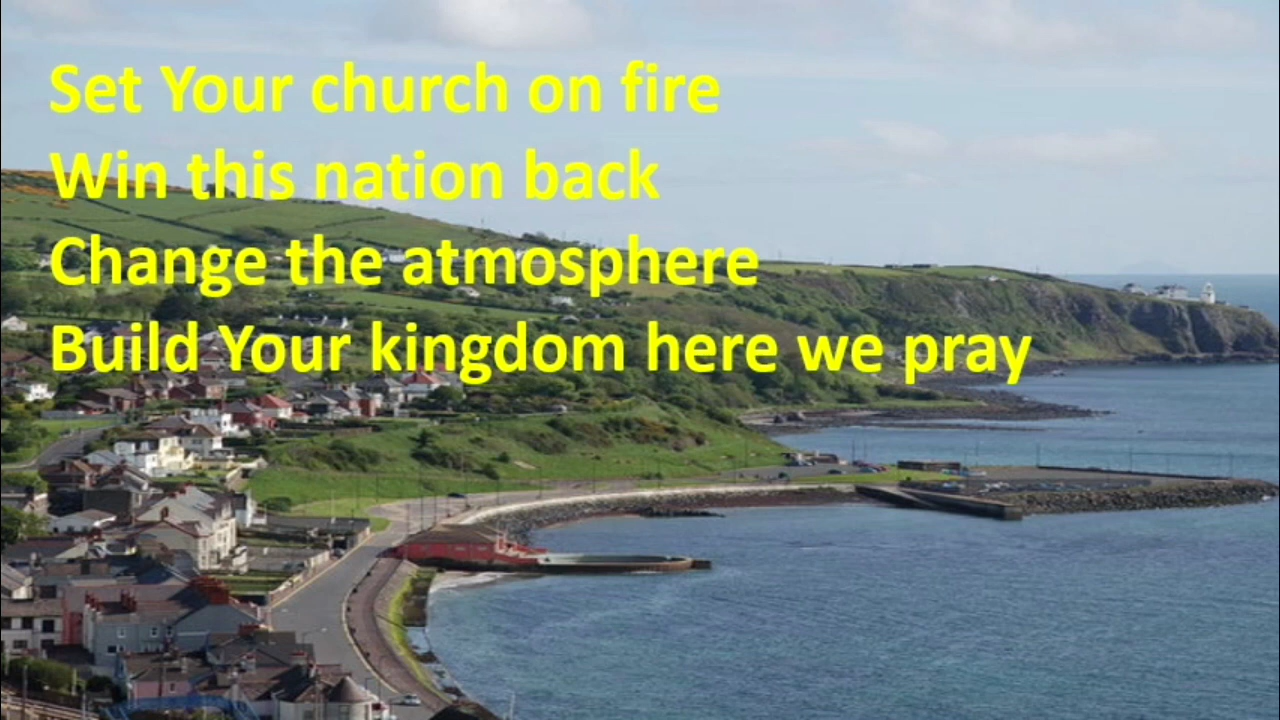 Set Your church on fire
Win this nation back
Change the atmosphere
Build Your kingdom here we pray